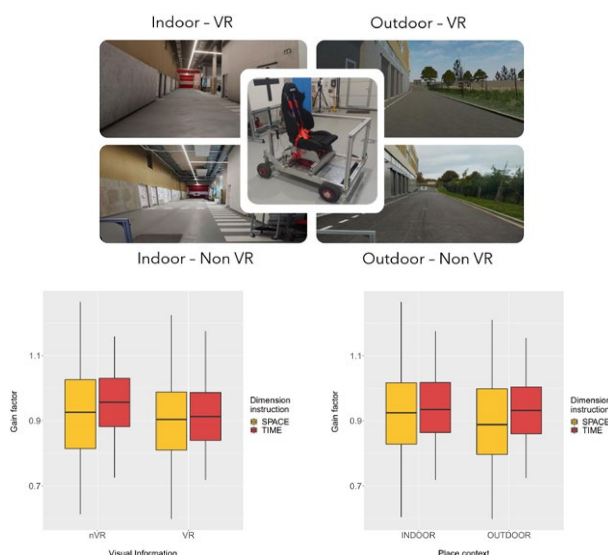 Indoor – VR
Outdoor – VR
Indoor – Non VR
Outdoor – Non VR
1.1
0.9
0.7
Gain factor
nVR
VR
Visual Information
Dimension
instruction
SPACE
TIME
1.1
0.9
0.7
Gain factor
INDOOR
OUTDOOR
Place context
Dimension
instruction
SPACE
TIME